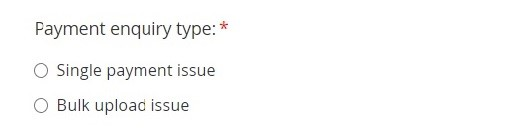 Payment enquiry type: *
Single payment issue
Bulk upload issue